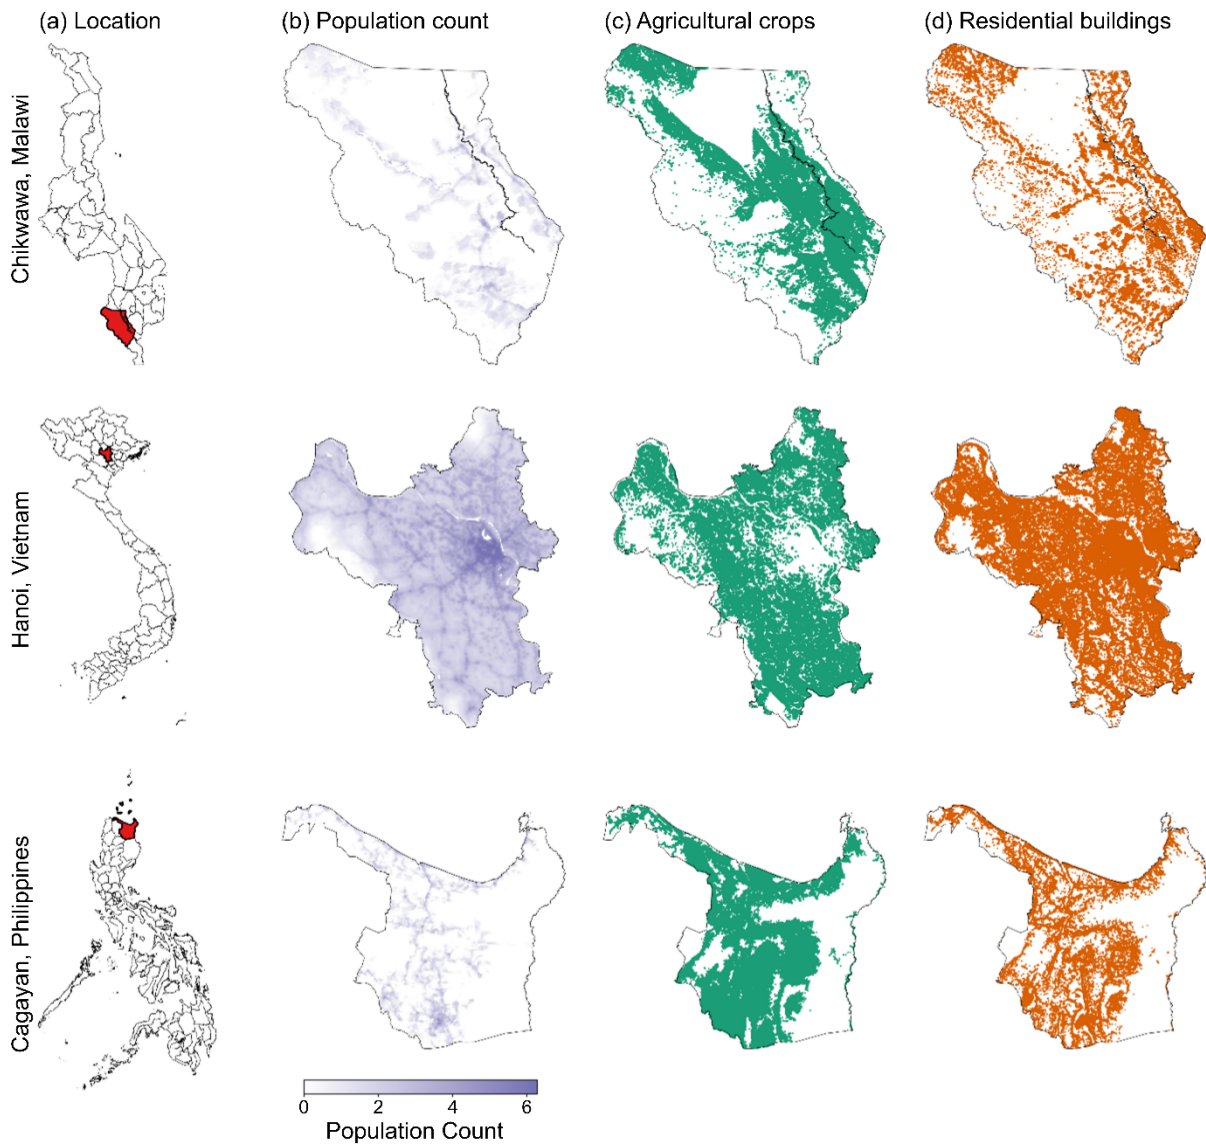 (a) Location
(b) Population count
(c) Agricultural crops
(d) Residential buildings
Chikwawa, Malawi
Hanoi, Vietnam
Cagayan, Philippines
0 2 4 6
Population Count